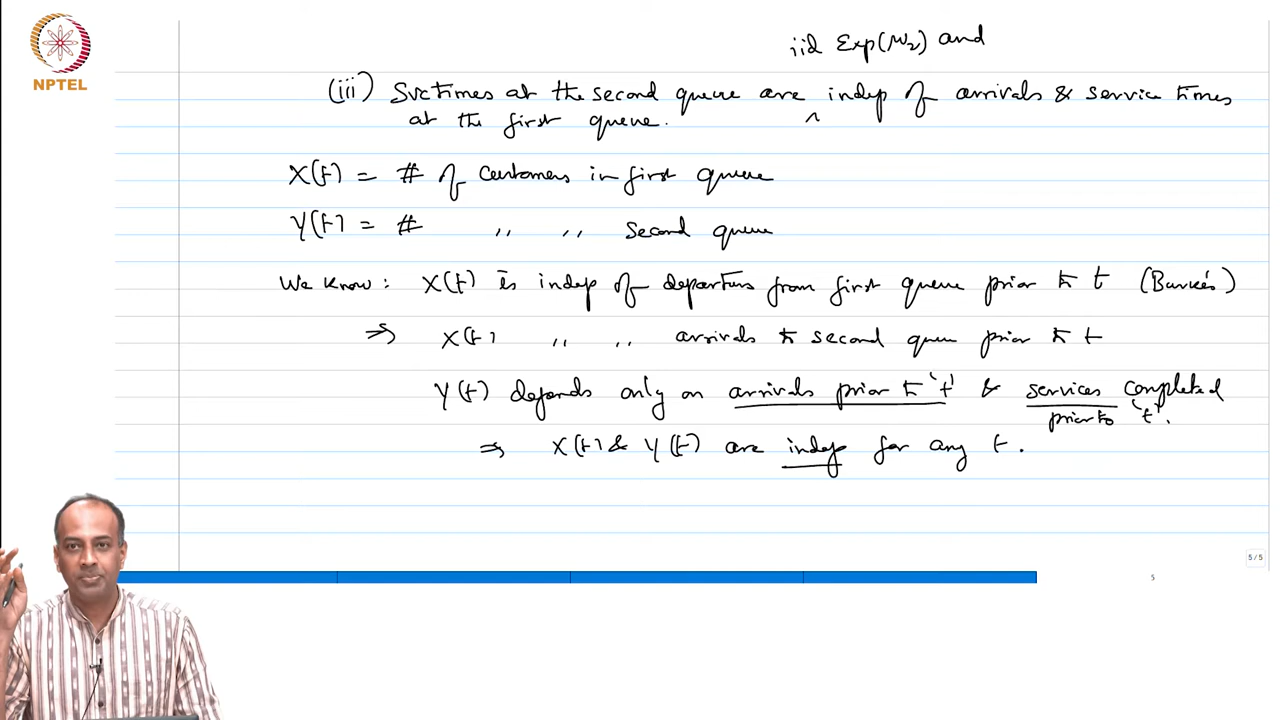 NPTEL
iid Exp(μ₂) and
(iii) Svc times at the second queue are ^ indep of arrivals & service times
at the first queue.
X(t) = # of customers in first queue
Y(t) = # ,, ,, second queue
We know: X(t) is indep of departures from first queue prior to t (Burke's)
⇒ X(t) ,, ,, arrivals to second queue prior to t
Y(t) depends only on arrivals prior to 't' & services completed
prior to 't'.
⇒ X(t) & Y(t) are indep for any t.
5/5
5